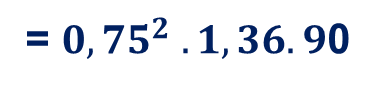 = 0,75² . 1,36. 90